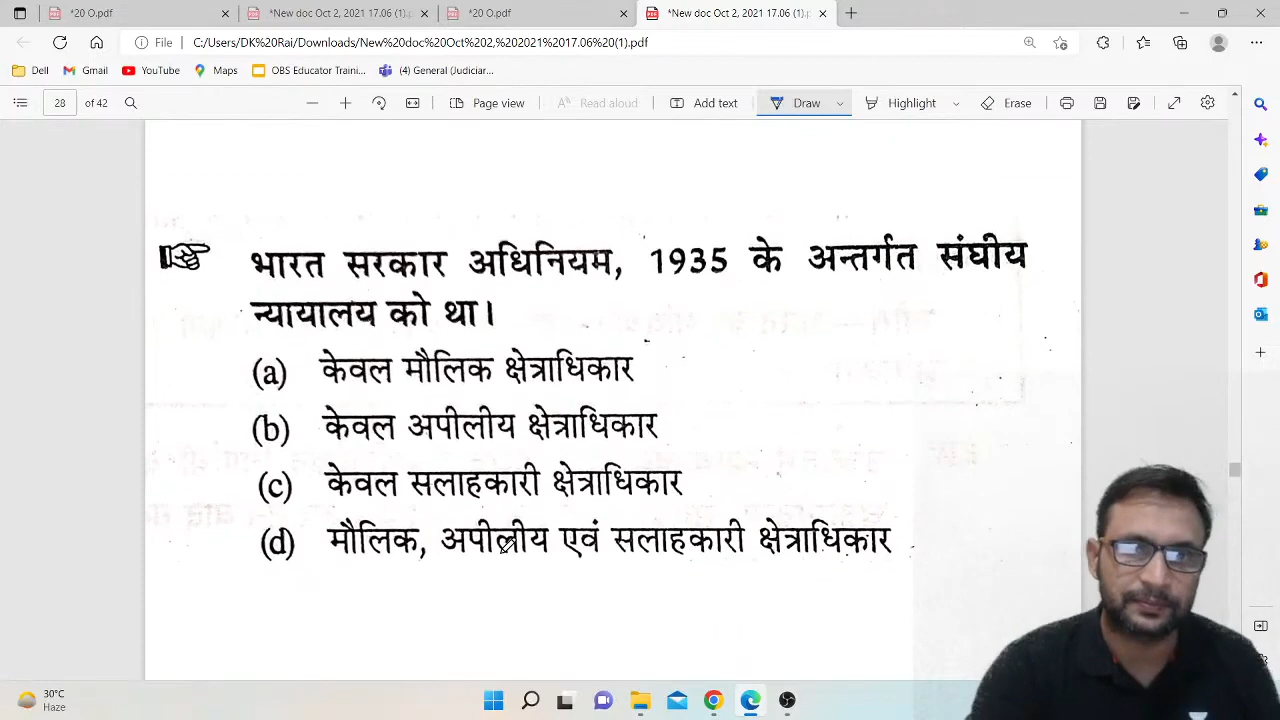 *20 O.pdf
*New doc Oct 2, 2021 17.06 (1).p
*20 O.pdf
*New doc Oct 2, 2021 17.06 (1).p
File C:/Users/DK%20Rai/Downloads/New%20doc%20Oct%202,%202021%2017.06%20(1).pdf
Dell Gmail YouTube Maps OBS Educator Traini... (4) General (Judiciar...
28 of 42 Page view Read aloud Add text Draw Highlight Erase
भारत सरकार अधिनियम, 1935 के अन्तर्गत संघीय
न्यायालय को था।
(a) केवल मौलिक क्षेत्राधिकार
(b) केवल अपीलीय क्षेत्राधिकार
(c) केवल सलाहकारी क्षेत्राधिकार
(d) मौलिक, अपीलीय एवं सलाहकारी क्षेत्राधिकार
30°C
Haze